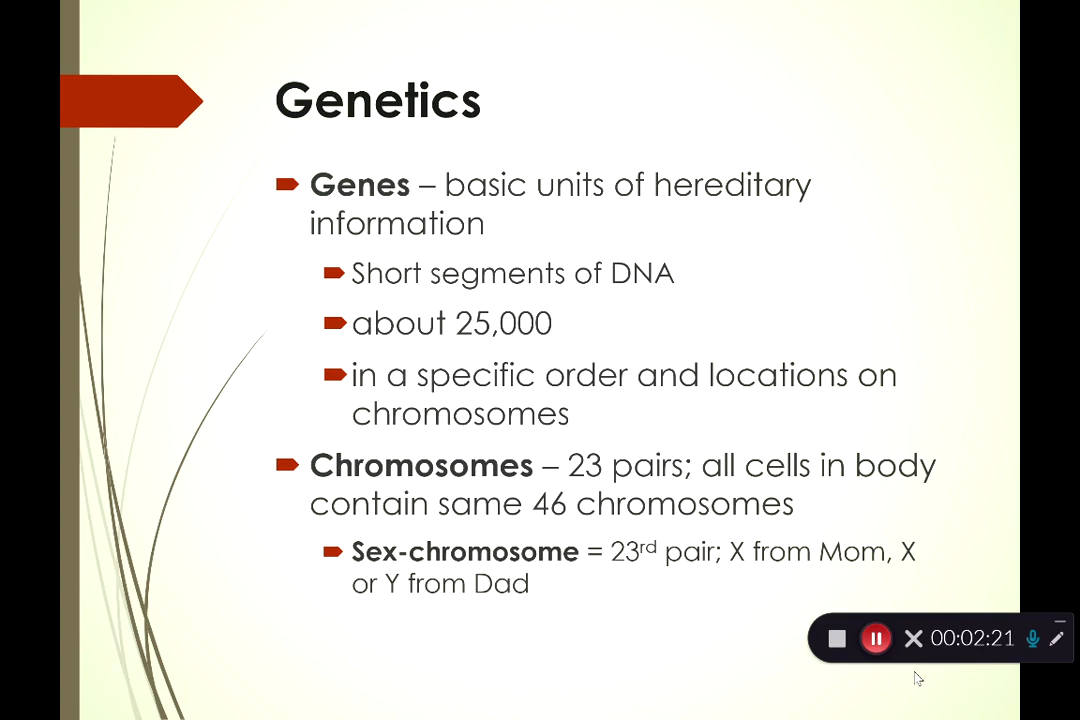 Genetics
Genes – basic units of hereditary
information
Short segments of DNA
about 25,000
in a specific order and locations on
chromosomes
Chromosomes – 23 pairs; all cells in body
contain same 46 chromosomes
Sex-chromosome = 23rd pair; X from Mom, X
or Y from Dad
00:02:21